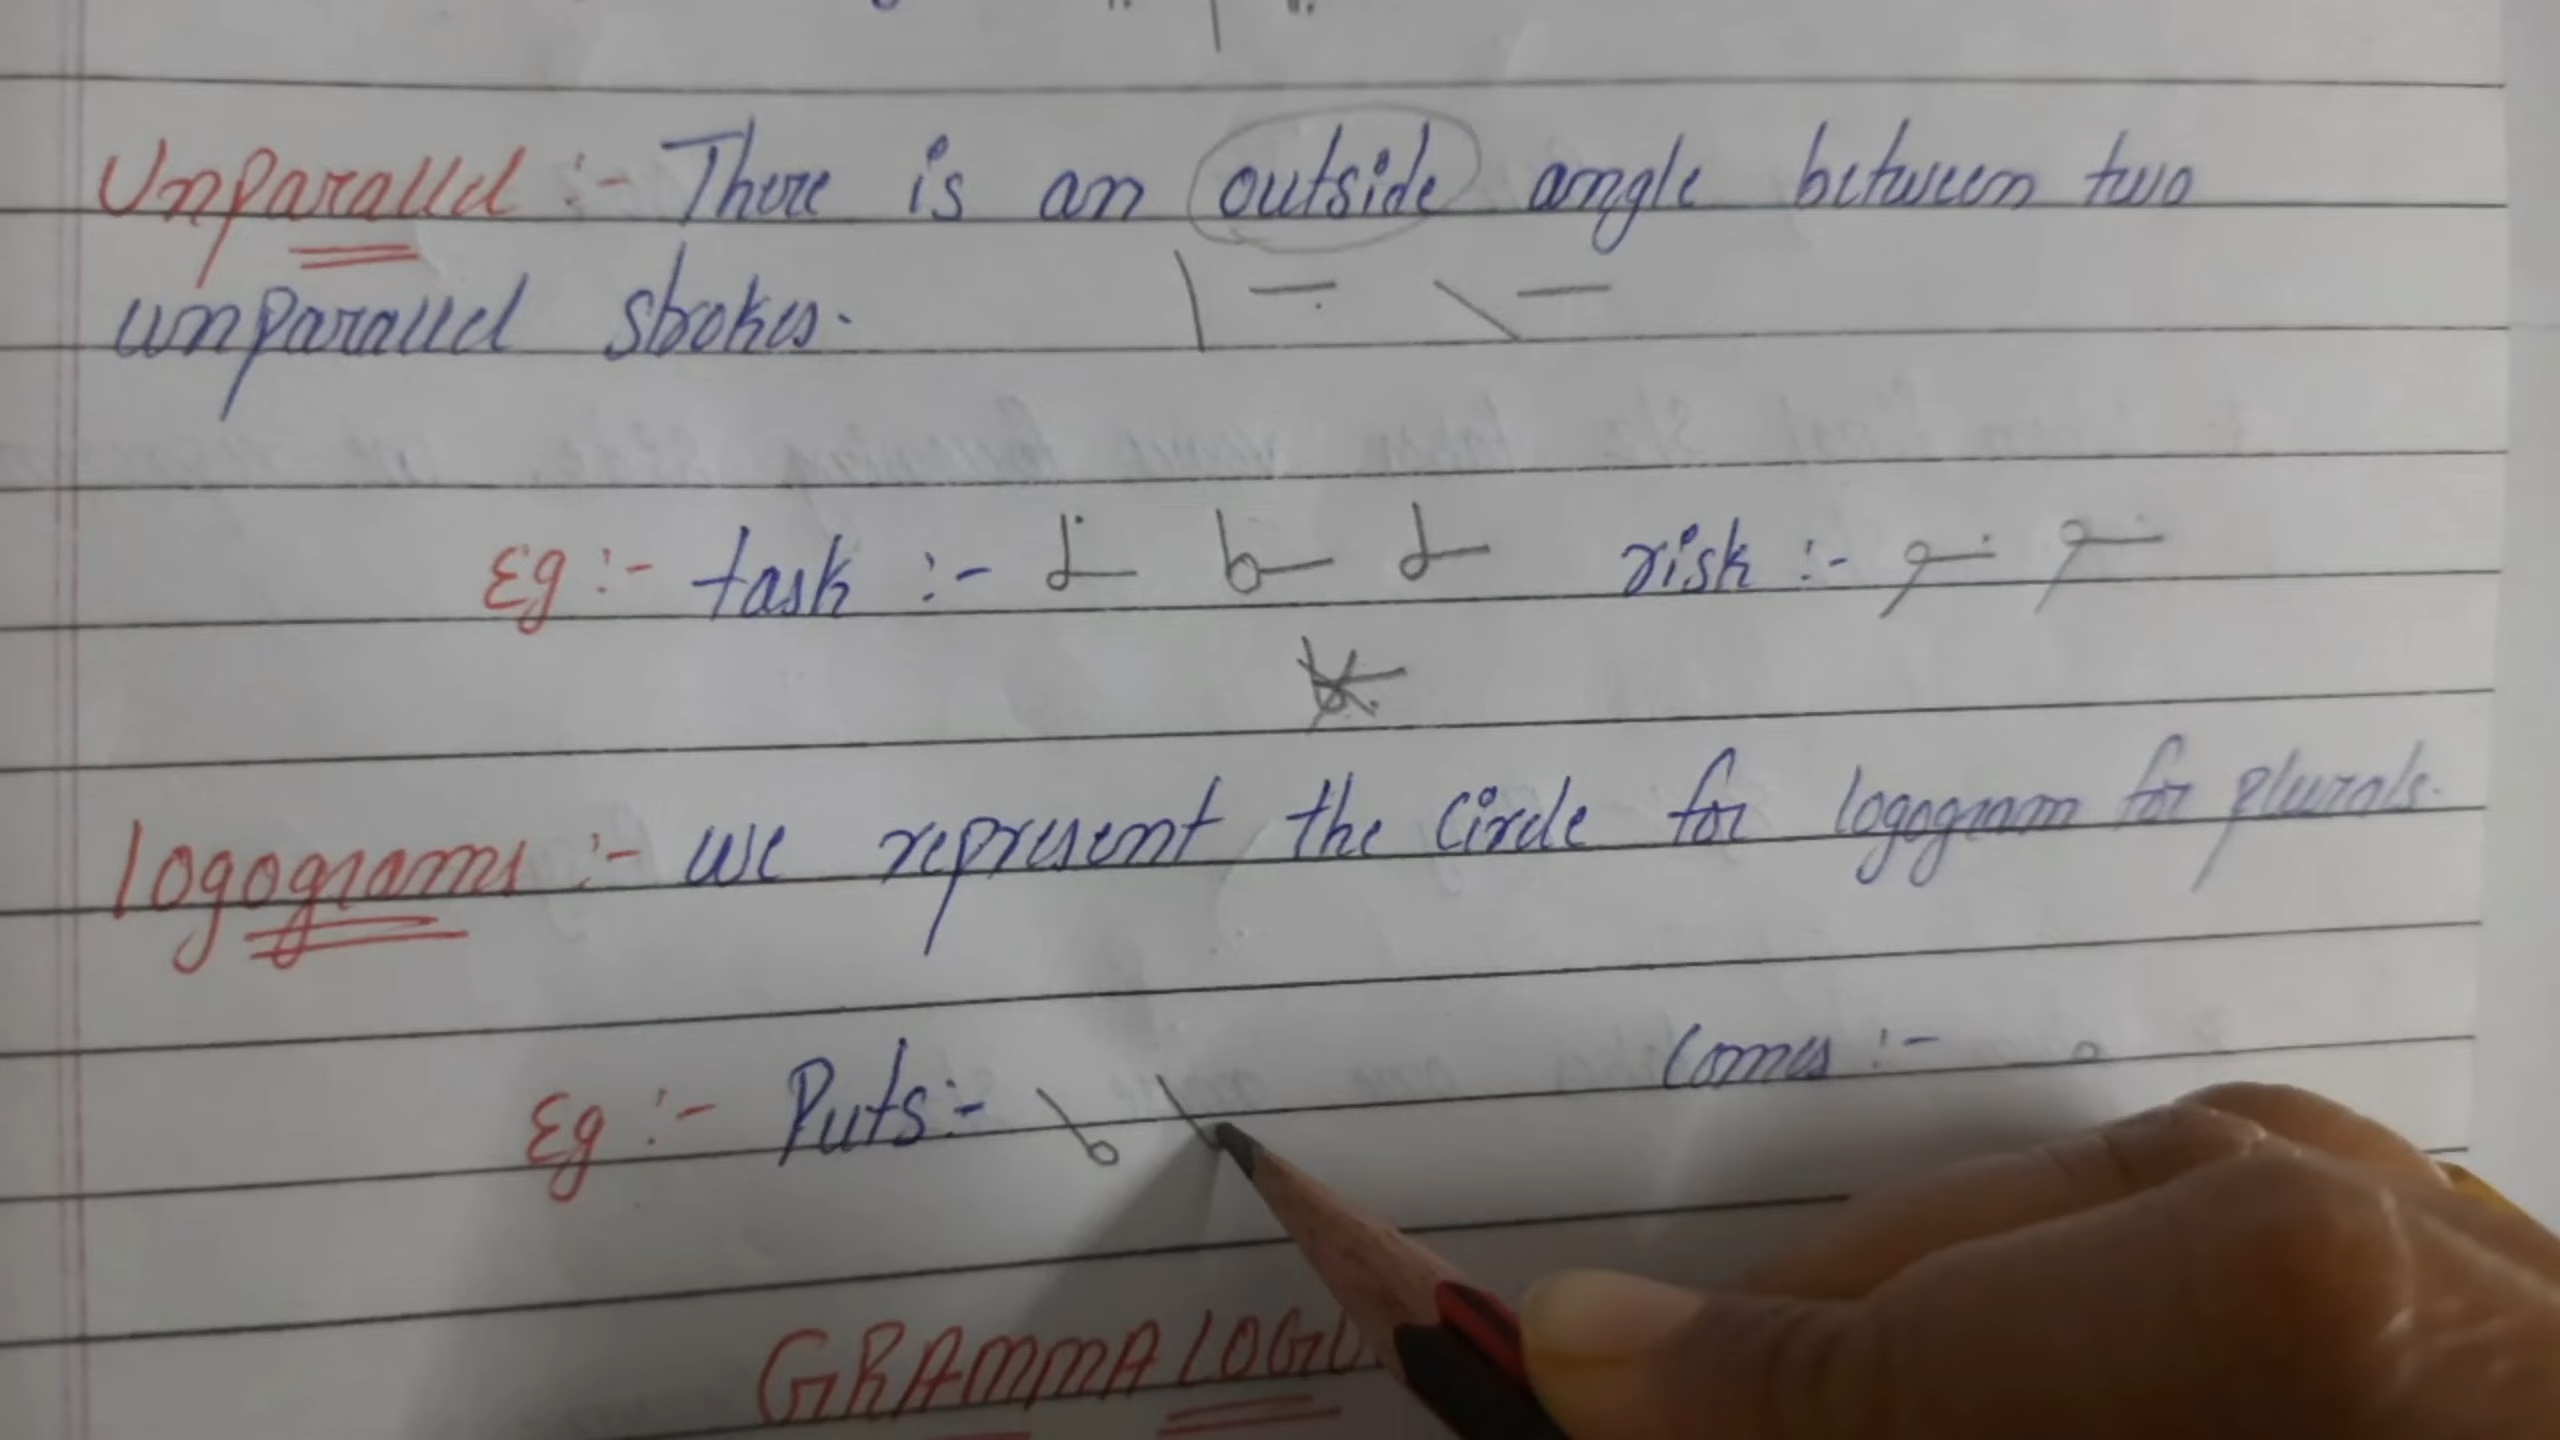 Unparallel :- There is an outside angle between two
unparallel strokes.
Eg :- task :- risk :-
Logograms :- we represent the circle for logogram for plurals.
Eg :- Puts :- Comes :-
GRAMMALOGU